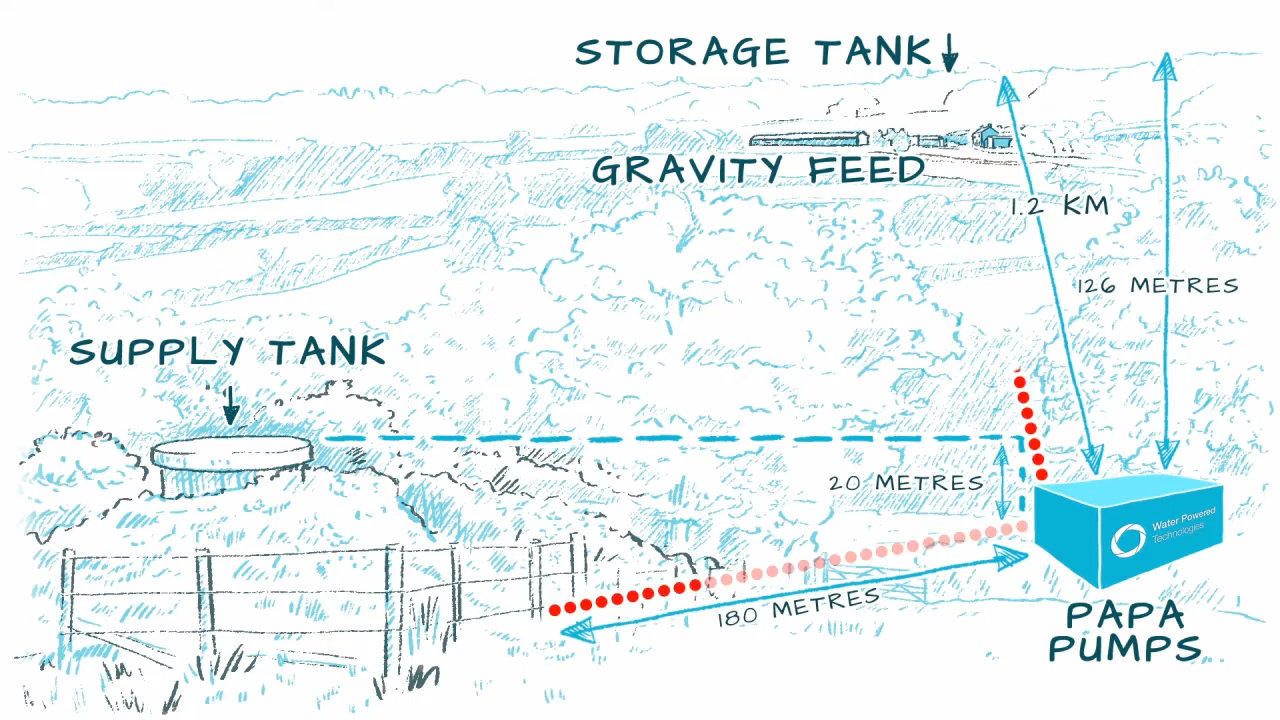 STORAGE TANK
GRAVITY FEED
1.2 KM
126 METRES
SUPPLY TANK
20 METRES
Water Powered
Technologies
180 METRES
PAPA
PUMPS